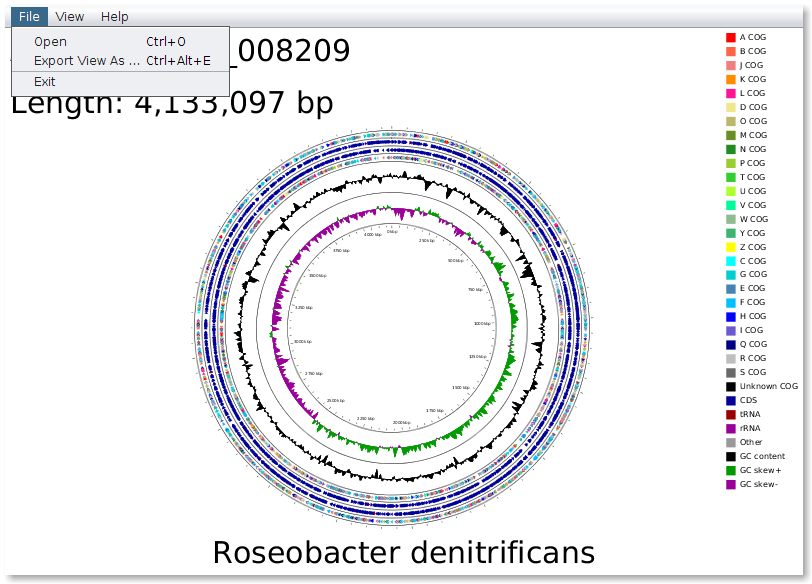 File View Help
Open Ctrl+O
Export View As ... Ctrl+Alt+E
Exit
_008209
Length: 4,133,097 bp
A COG
B COG
J COG
K COG
L COG
D COG
O COG
M COG
N COG
P COG
T COG
U COG
V COG
W COG
Y COG
Z COG
C COG
G COG
E COG
F COG
H COG
I COG
Q COG
R COG
S COG
Unknown COG
CDS
tRNA
rRNA
Other
GC content
GC skew+
GC skew-
0 kbp
250 kbp
500 kbp
750 kbp
1000 kbp
1250 kbp
1500 kbp
1750 kbp
2000 kbp
2250 kbp
2500 kbp
2750 kbp
3000 kbp
3250 kbp
3500 kbp
3750 kbp
4000 kbp
Roseobacter denitrificans